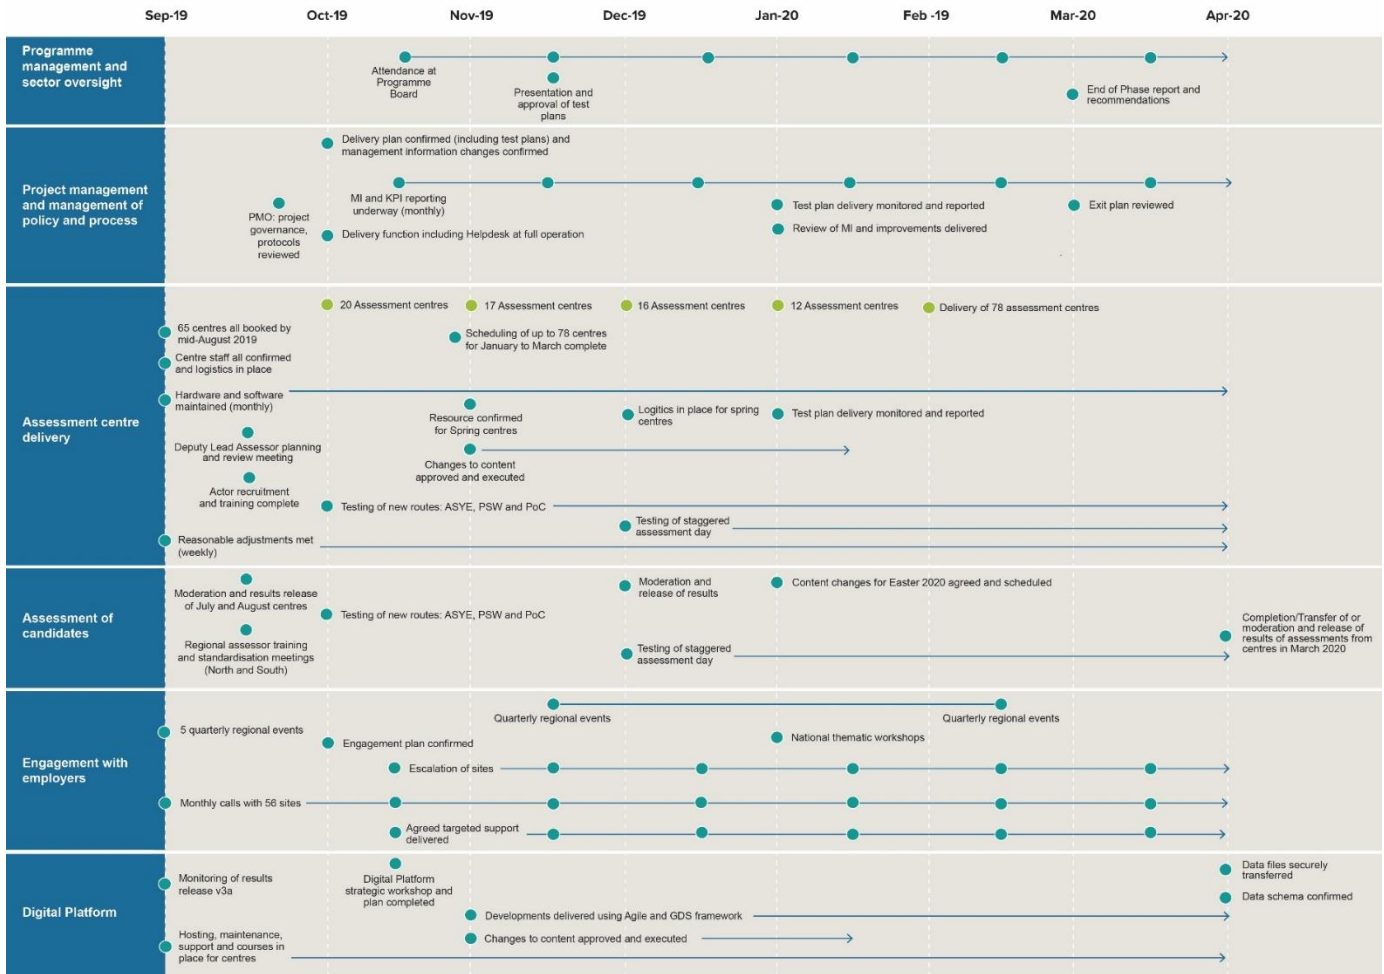 Sep-19 Oct-19 Nov-19 Dec-19 Jan-20 Feb -19 Mar-20 Apr-20
Programme
management and
sector oversight
Attendance at
Programme
Board
Presentation and
approval of test
plans
End of Phase report and
recommendations
Project management
and management of
policy and process
Delivery plan confirmed (including test plans) and
management information changes confirmed
MI and KPI reporting
underway (monthly)
PMO: project
governance,
protocols
reviewed
Delivery function including Helpdesk at full operation
Test plan delivery monitored and reported
Review of MI and improvements delivered
Exit plan reviewed
Assessment centre
delivery
20 Assessment centres
17 Assessment centres
16 Assessment centres
12 Assessment centres
Delivery of 78 assessment centres
65 centres all booked by
mid-August 2019
Scheduling of up to 78 centres
for January to March complete
Centre staff all confirmed
and logistics in place
Hardware and software
maintained (monthly)
Resource confirmed
for Spring centres
Logitics in place for spring
centres
Test plan delivery monitored and reported
Deputy Lead Assessor planning
and review meeting
Changes to content
approved and executed
Actor recruitment
and training complete
Testing of new routes: ASYE, PSW and PoC
Testing of staggered
assessment day
Reasonable adjustments met
(weekly)
Assessment of
candidates
Moderation and results release
of July and August centres
Testing of new routes: ASYE, PSW and PoC
Regional assessor training
and standardisation meetings
(North and South)
Moderation and
release of results
Content changes for Easter 2020 agreed and scheduled
Testing of staggered
assessment day
Completion/Transfer of or
moderation and release of
results of assessments from
centres in March 2020
Engagement with
employers
Quarterly regional events
Quarterly regional events
5 quarterly regional events
Engagement plan confirmed
National thematic workshops
Escalation of sites
Monthly calls with 56 sites
Agreed targeted support
delivered
Digital Platform
Monitoring of results
release v3a
Digital Platform
strategic workshop and
plan completed
Data files securely
transferred
Data schema confirmed
Developments delivered using Agile and GDS framework
Changes to content approved and executed
Hosting, maintenance,
support and courses in
place for centres